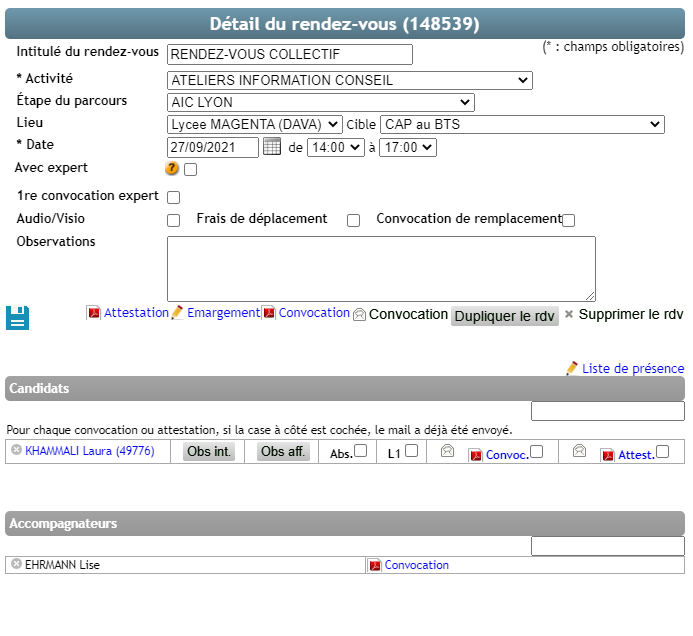 Détail du rendez-vous (148539)
(* : champs obligatoires)
Intitulé du rendez-vous RENDEZ-VOUS COLLECTIF
* Activité ATELIERS INFORMATION CONSEIL
Étape du parcours AIC LYON
Lieu Lycee MAGENTA (DAVA) Cible CAP au BTS
* Date 27/09/2021 de 14:00 à 17:00
Avec expert ?
1re convocation expert
Audio/Visio Frais de déplacement Convocation de remplacement
Observations
Attestation Emargement Convocation Convocation Dupliquer le rdv Supprimer le rdv
Liste de présence
Candidats
Pour chaque convocation ou attestation, si la case à côté est cochée, le mail a déjà été envoyé.
KHAMMALI Laura (49776) Obs int. Obs aff. Abs. L1 Convoc. Attest.
Accompagnateurs
EHRMANN Lise Convocation